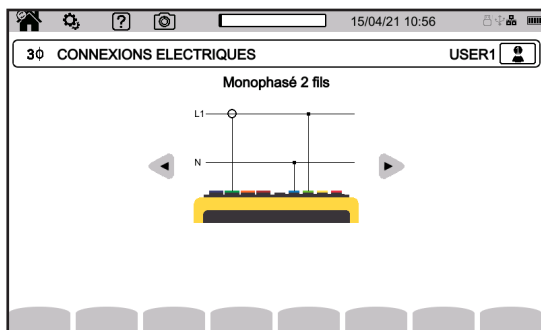 15/04/21 10:56
3ϕ CONNEXIONS ELECTRIQUES USER1
Monophasé 2 fils
L1
N